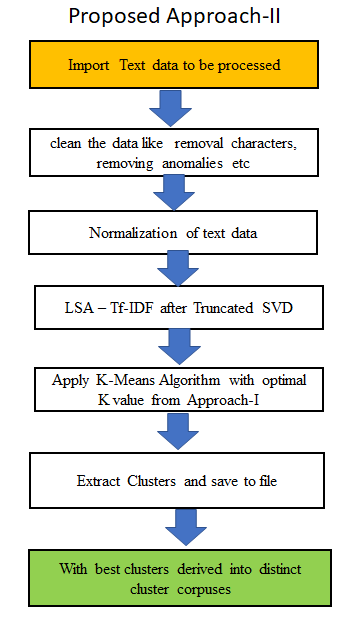 Proposed Approach-II
Import Text data to be processed
clean the data like removal characters,
removing anomalies etc
Normalization of text data
LSA – Tf-IDF after Truncated SVD
Apply K-Means Algorithm with optimal
K value from Approach-I
Extract Clusters and save to file
With best clusters derived into distinct
cluster corpuses